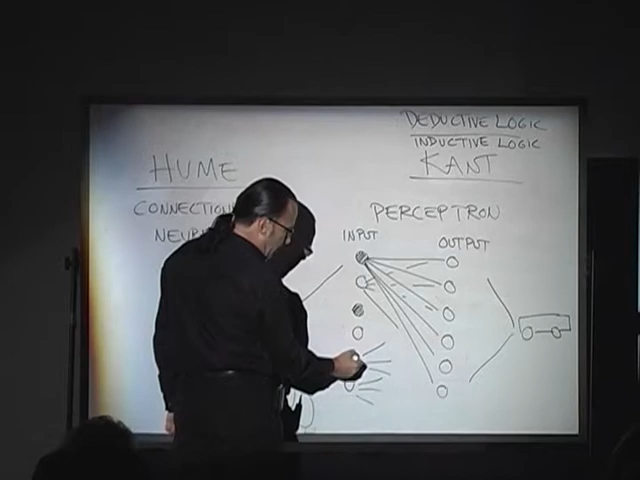 DEDUCTIVE LOGIC
INDUCTIVE LOGIC
HUME
KANT
PERCEPTRON
INPUT
OUTPUT